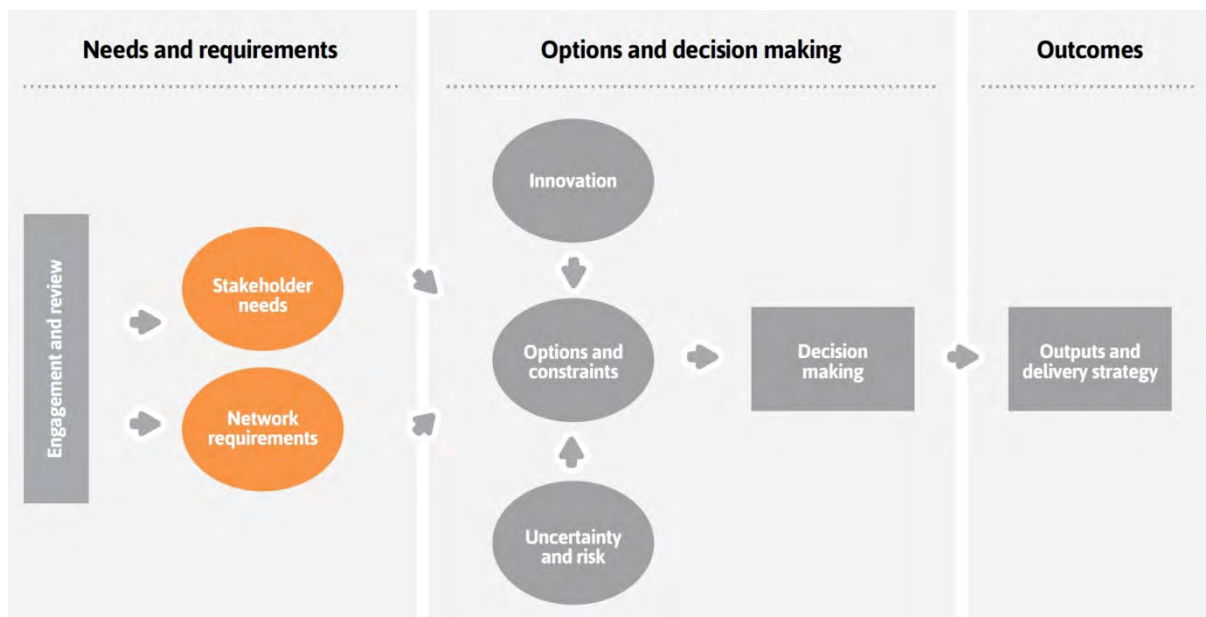 Needs and requirements
Engagement and review
Stakeholder
needs
Network
requirements
Options and decision making
Innovation
Options and
constraints
Uncertainty
and risk
Decision
making
Outcomes
Outputs and
delivery strategy